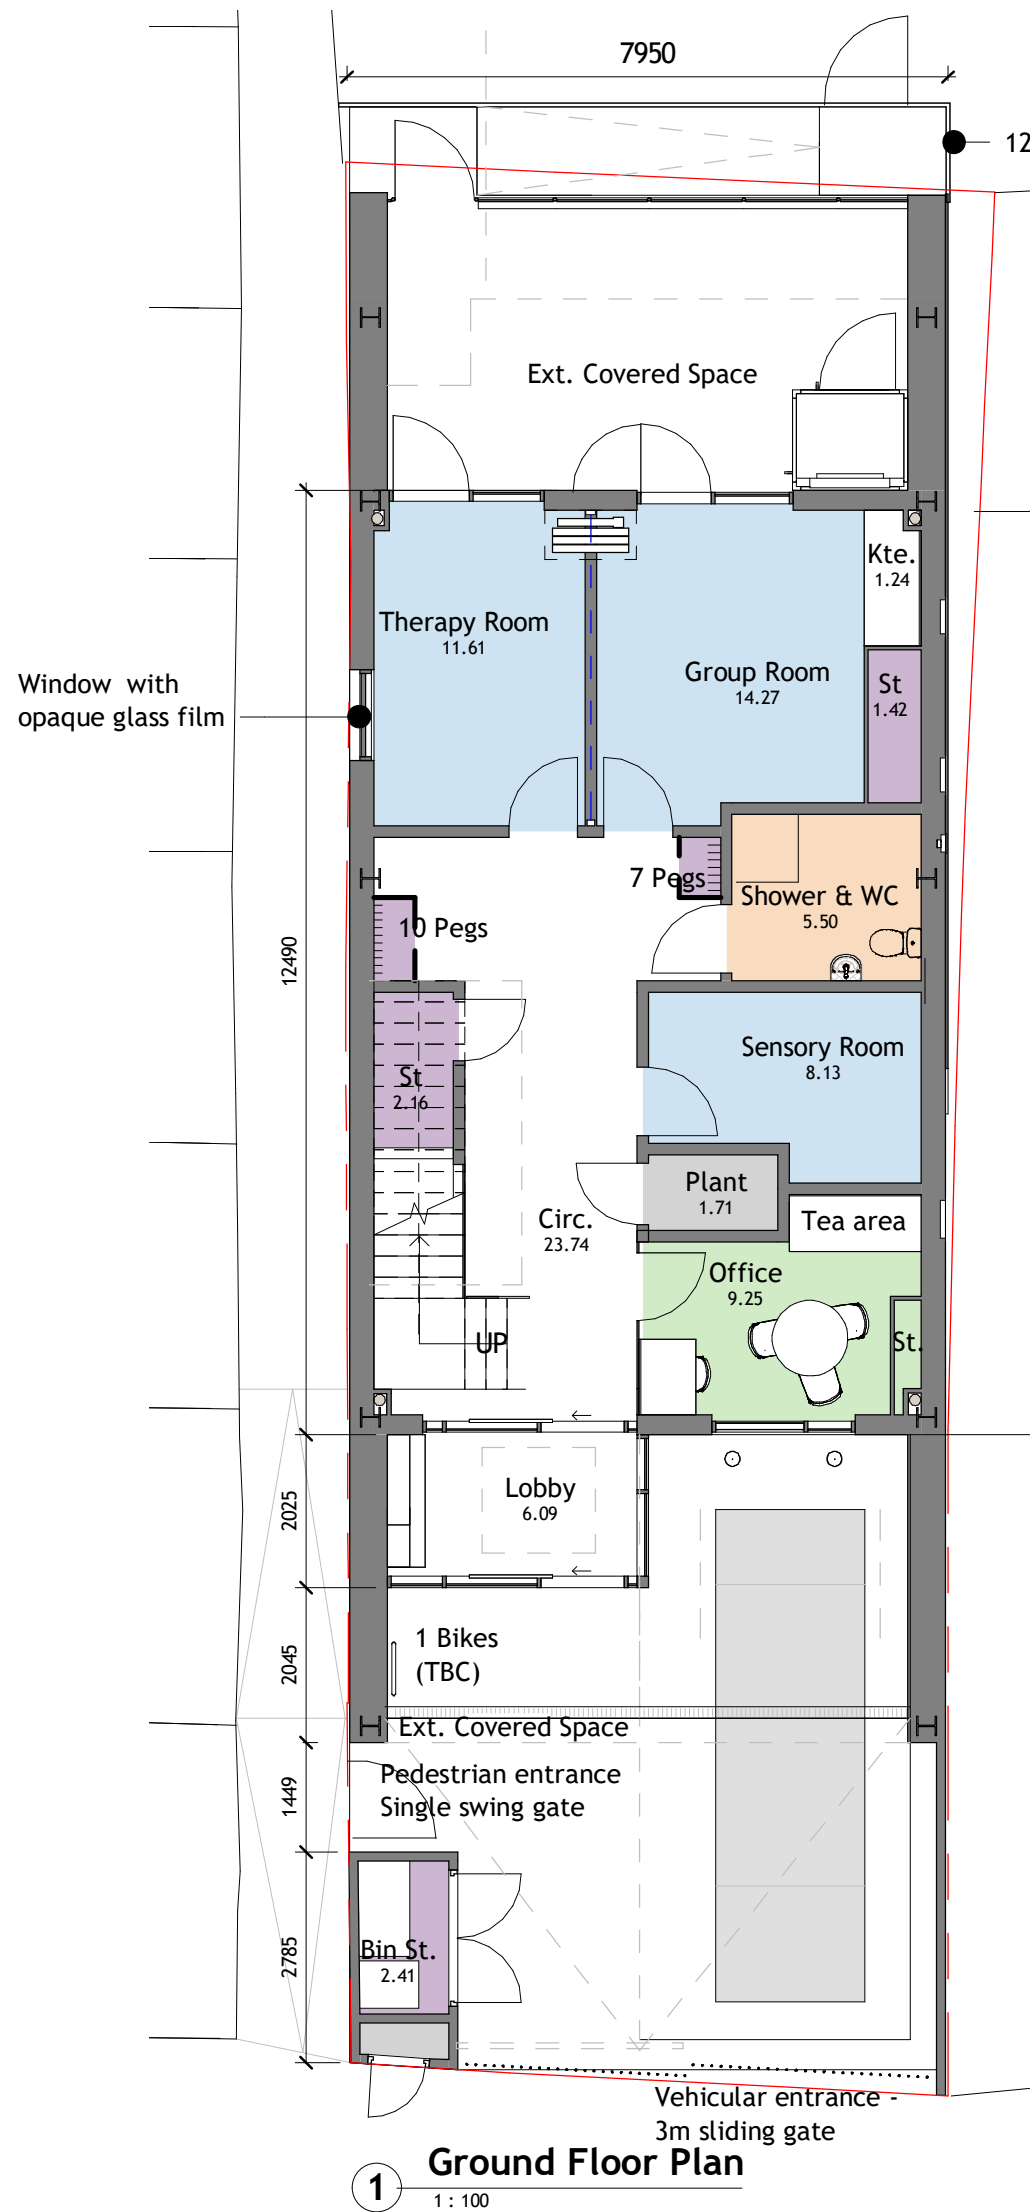 7950
12
Ext. Covered Space
Kte.
1.24
Therapy Room
11.61
Group Room
14.27
St
1.42
Window with
opaque glass film
7 Pegs
Shower & WC
5.50
10 Pegs
12490
Sensory Room
8.13
St
2.16
Plant
1.71
Tea area
Circ.
23.74
Office
9.25
UP
St.
Lobby
6.09
2025
1 Bikes
(TBC)
2045
Ext. Covered Space
Pedestrian entrance
Single swing gate
1449
Bin St.
2.41
2785
Vehicular entrance -
3m sliding gate
Ground Floor Plan
1
1 : 100